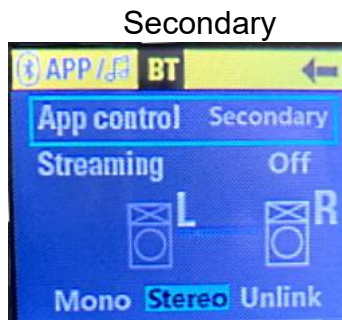 Secondary
APP/♫ BT
App control Secondary
Streaming Off
L R
Mono Stereo Unlink